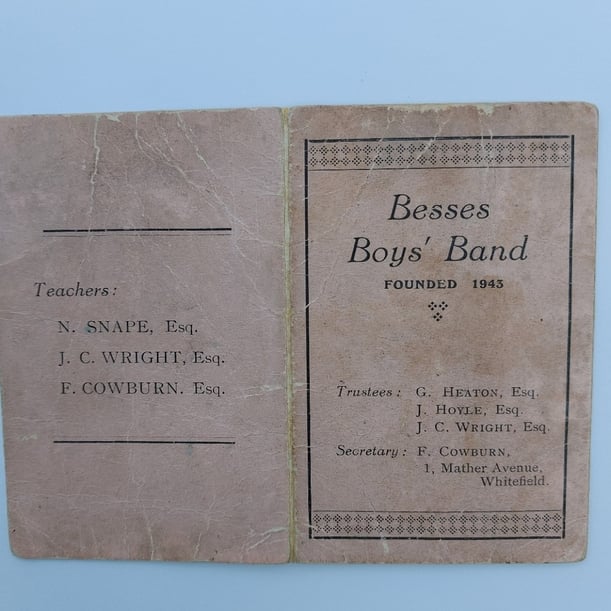 Teachers:
N. SNAPE, Esq.
J. C. WRIGHT, Esq.
F. COWBURN. Esq.
Besses
Boys' Band
FOUNDED 1943
Trustees: G. HEATON, Esq.
J. HOYLE, Esq.
J. C. WRIGHT, Esq.
Secretary: F. COWBURN,
1, Mather Avenue,
Whitefield.